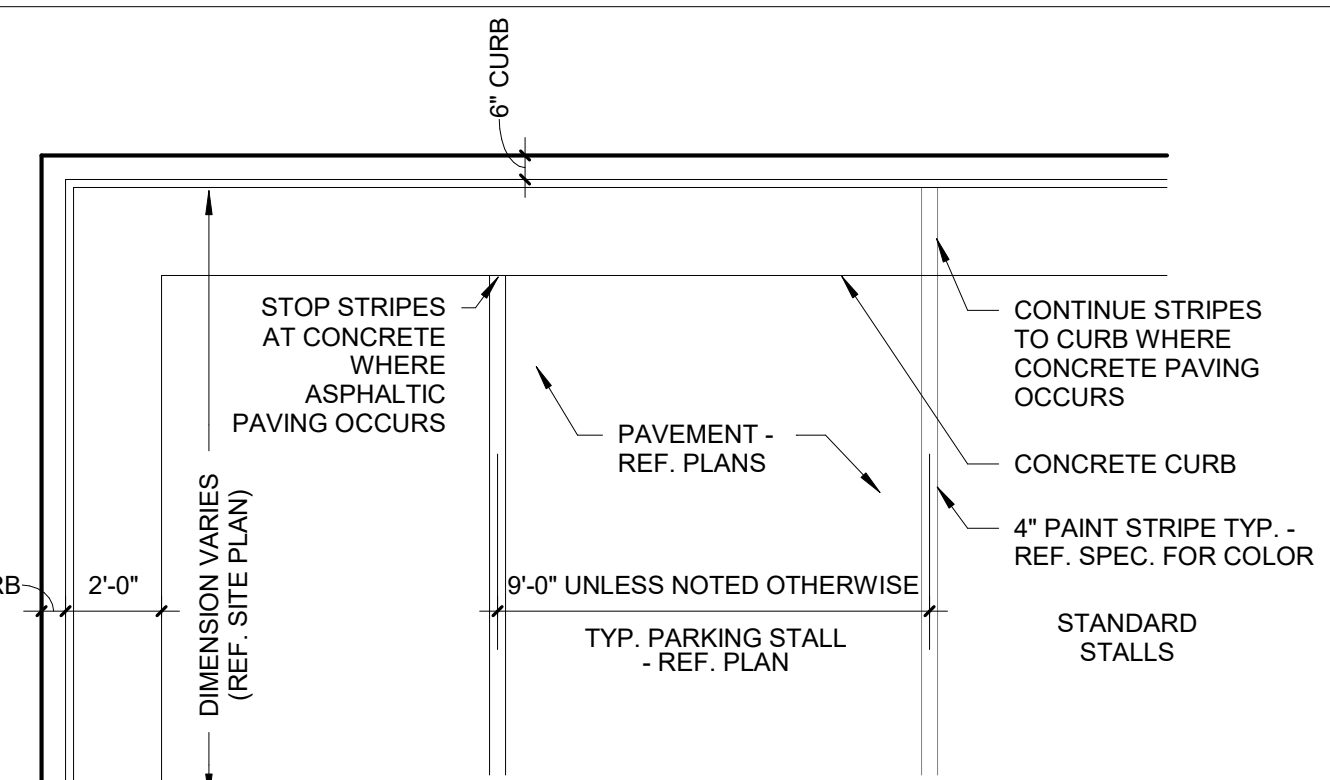 6" CURB
STOP STRIPES
AT CONCRETE
WHERE
ASPHALTIC
PAVING OCCURS
CONTINUE STRIPES
TO CURB WHERE
CONCRETE PAVING
OCCURS
PAVEMENT -
REF. PLANS
CONCRETE CURB
4" PAINT STRIPE TYP. -
REF. SPEC. FOR COLOR
DIMENSION VARIES
(REF. SITE PLAN)
RB
2'-0"
9'-0" UNLESS NOTED OTHERWISE
TYP. PARKING STALL
- REF. PLAN
STANDARD
STALLS